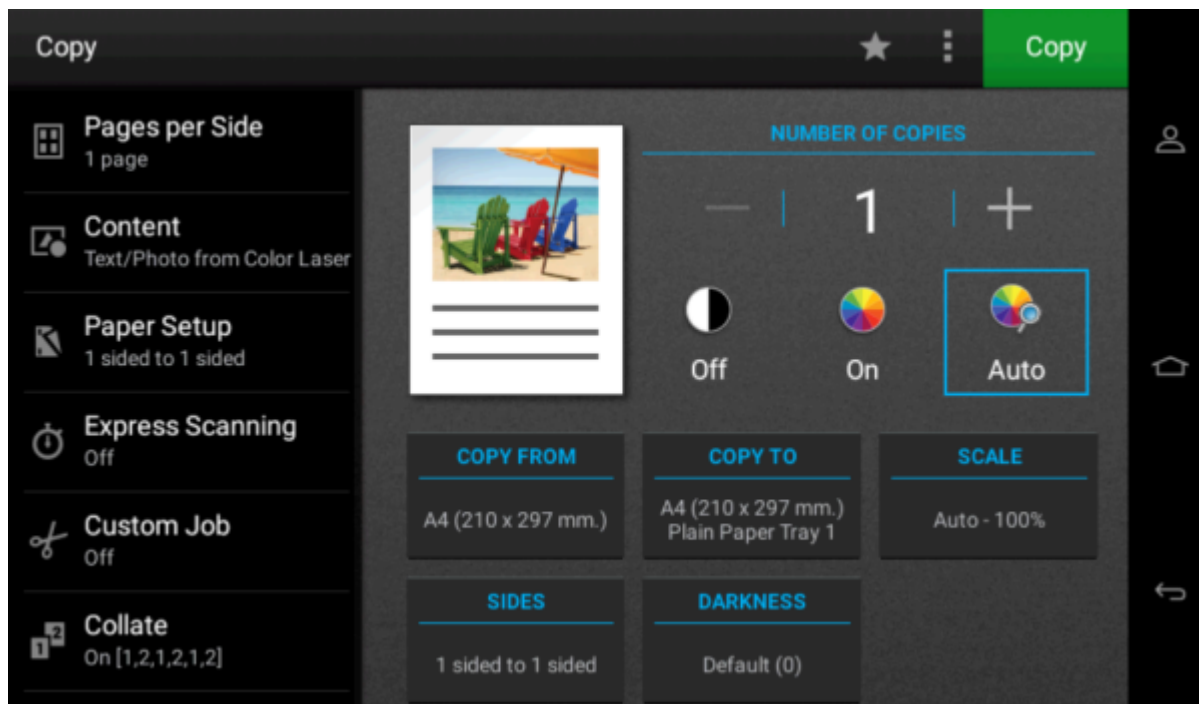 Copy
Copy
Pages per Side
1 page
Content
Text/Photo from Color Laser
Paper Setup
1 sided to 1 sided
Express Scanning
Off
Custom Job
Off
Collate
On [1,2,1,2,1,2]
NUMBER OF COPIES
1
Off
On
Auto
COPY FROM
A4 (210 x 297 mm.)
COPY TO
A4 (210 x 297 mm.)
Plain Paper Tray 1
SCALE
Auto - 100%
SIDES
1 sided to 1 sided
DARKNESS
Default (0)